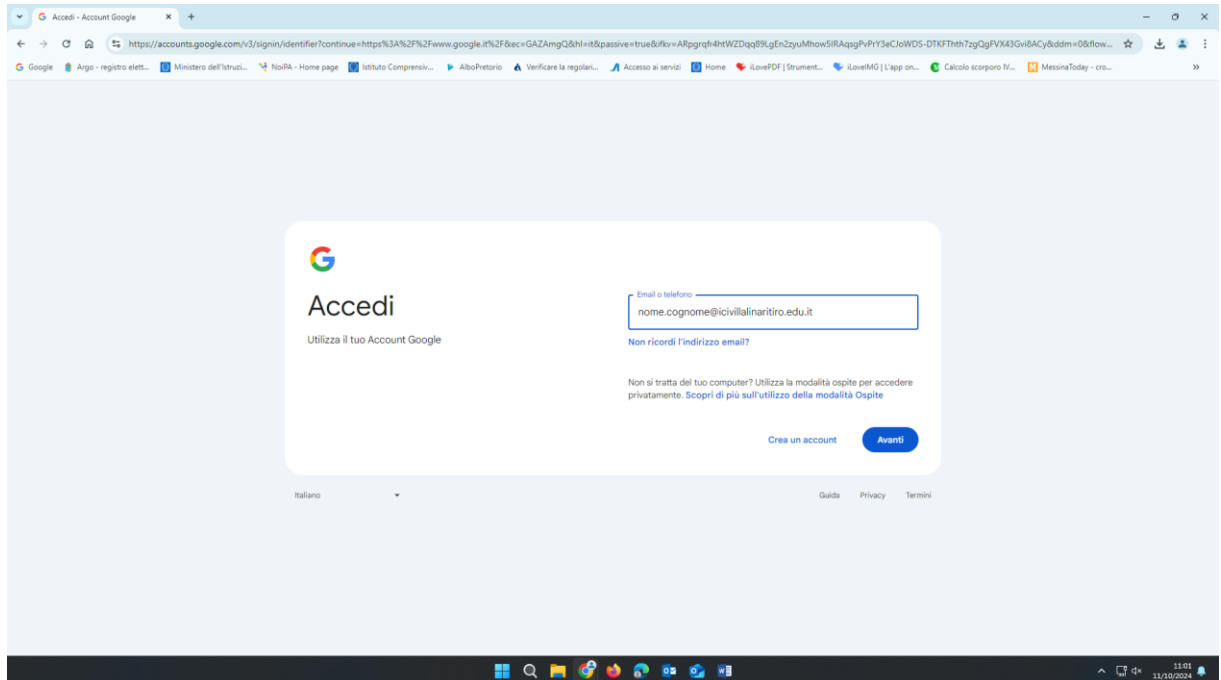 Accedi - Account Google
https://accounts.google.com/v3/signin/identifier?continue=https%3A%2F%2Fwww.google.it%2F&ec=GAZAmgQ&hl=it&passive=true&ifkv=
Google Argo - registro elett... Ministero dell'Istruzi... NoiPA - Home page Istituto Comprensiv... AlboPretorio Verificare la regolari... Accesso ai servizi Home iLovePDF | Strument... iLoveIMG | L'app on... Calcolo scorporo IV... MessinaToday - cro...
Accedi
Utilizza il tuo Account Google
Email o telefono
nome.cognome@icivillalinaritiro.edu.it
Non ricordi l'indirizzo email?
Non si tratta del tuo computer? Utilizza la modalità ospite per accedere
privatamente. Scopri di più sull'utilizzo della modalità Ospite
Crea un account Avanti
Italiano Guida Privacy Termini
11:01
11/10/2024